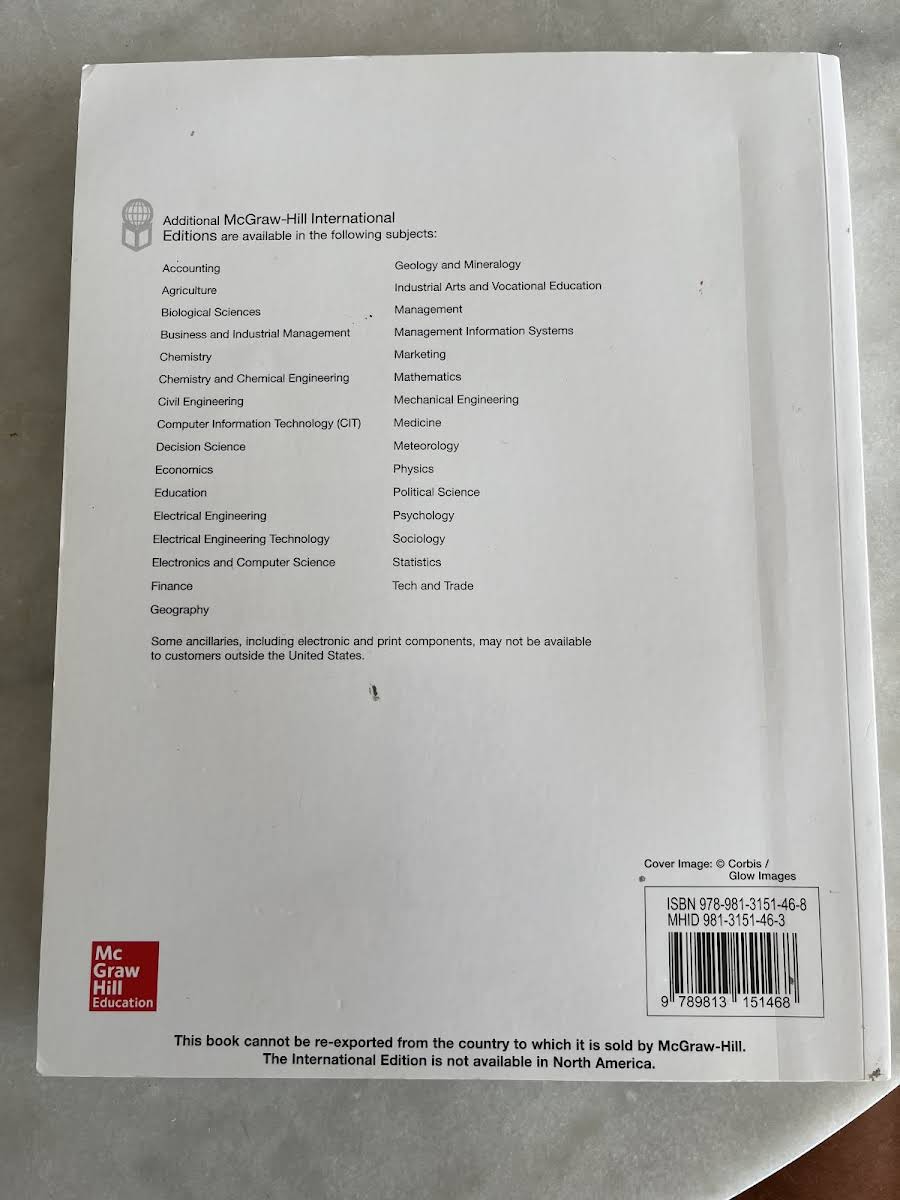 Additional McGraw-Hill International
Editions are available in the following subjects:
Accounting
Agriculture
Biological Sciences
Business and Industrial Management
Chemistry
Chemistry and Chemical Engineering
Civil Engineering
Computer Information Technology (CIT)
Decision Science
Economics
Education
Electrical Engineering
Electrical Engineering Technology
Electronics and Computer Science
Finance
Geography
Geology and Mineralogy
Industrial Arts and Vocational Education
Management
Management Information Systems
Marketing
Mathematics
Mechanical Engineering
Medicine
Meteorology
Physics
Political Science
Psychology
Sociology
Statistics
Tech and Trade
Some ancillaries, including electronic and print components, may not be available
to customers outside the United States.
Cover Image: © Corbis /
Glow Images
ISBN 978-981-3151-46-8
MHID 981-3151-46-3
9 789813 151468
Mc
Graw
Hill
Education
This book cannot be re-exported from the country to which it is sold by McGraw-Hill.
The International Edition is not available in North America.